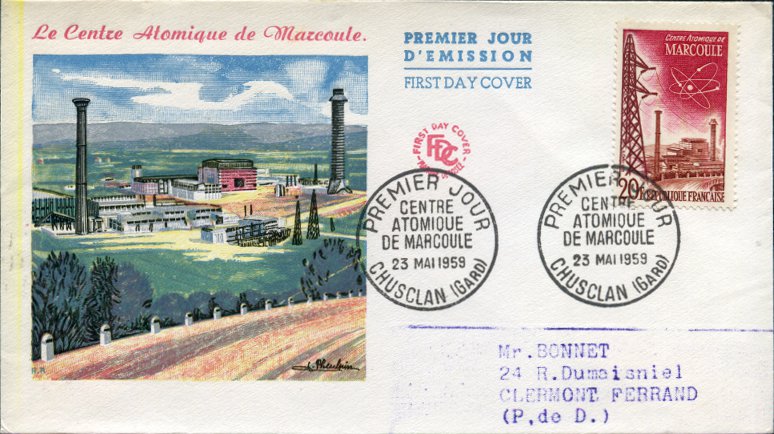 Le Centre Atomique de Marcoule.
PREMIER JOUR
D'EMISSION
FIRST DAY COVER
CENTRE ATOMIQUE DE
MARCOULE
20F
RÉPUBLIQUE FRANÇAISE
FIRST DAY COVER
FDC
PREMIER JOUR
CENTRE
ATOMIQUE
DE MARCOULE
23 MAI 1959
CHUSCLAN (GARD)
PREMIER JOUR
CENTRE
ATOMIQUE
DE MARCOULE
23 MAI 1959
CHUSCLAN (GARD)
Mr.BONNET
24 R.Dumaisniel
CLERMONT FERRAND
(P,de D.)